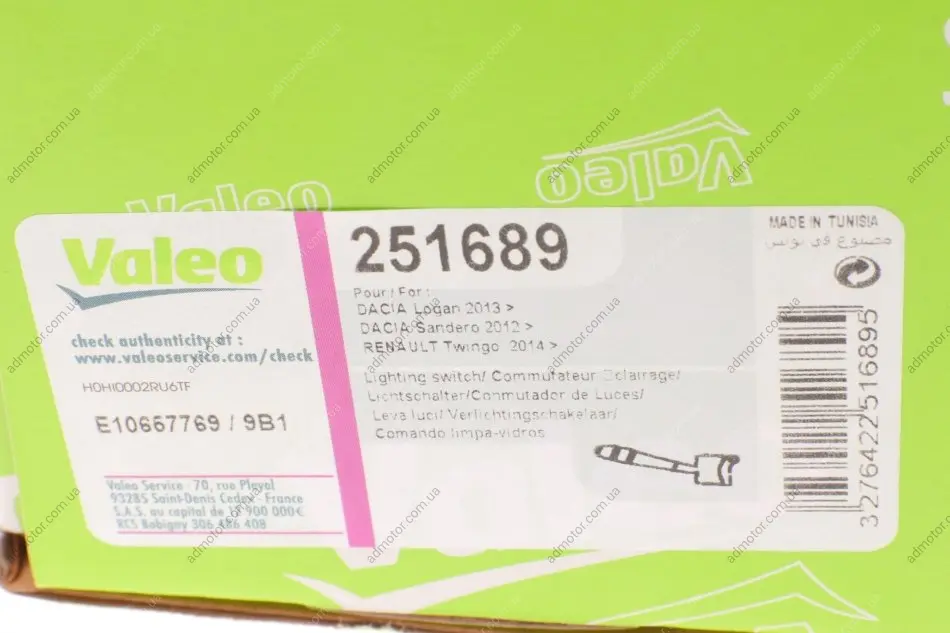 Valeo
Valeo
Valeo
check authenticity at :
www.valeoservice.com/check
H0HI0002RU6TF
E10657769 / 9B1
Valeo Service - 70, rue Pleyel
93285 Saint-Denis Cedex - France
S.A.S. au capital de 900 000€
RCS Bobigny 306 486 408
251689
Pour / For :
DACIA Logan 2013 >
DACIA Sandero 2012 >
RENAULT Twingo 2014 >
Lighting switch/ Commutateur Eclairage/
Lichtschalter/Conmutador de Luces/
Leva luci/ Verlichtingschakelaar/
Comando limpa-vidros
MADE IN TUNISIA
مصنوع في تونس
3276422516895
admotor.com.ua